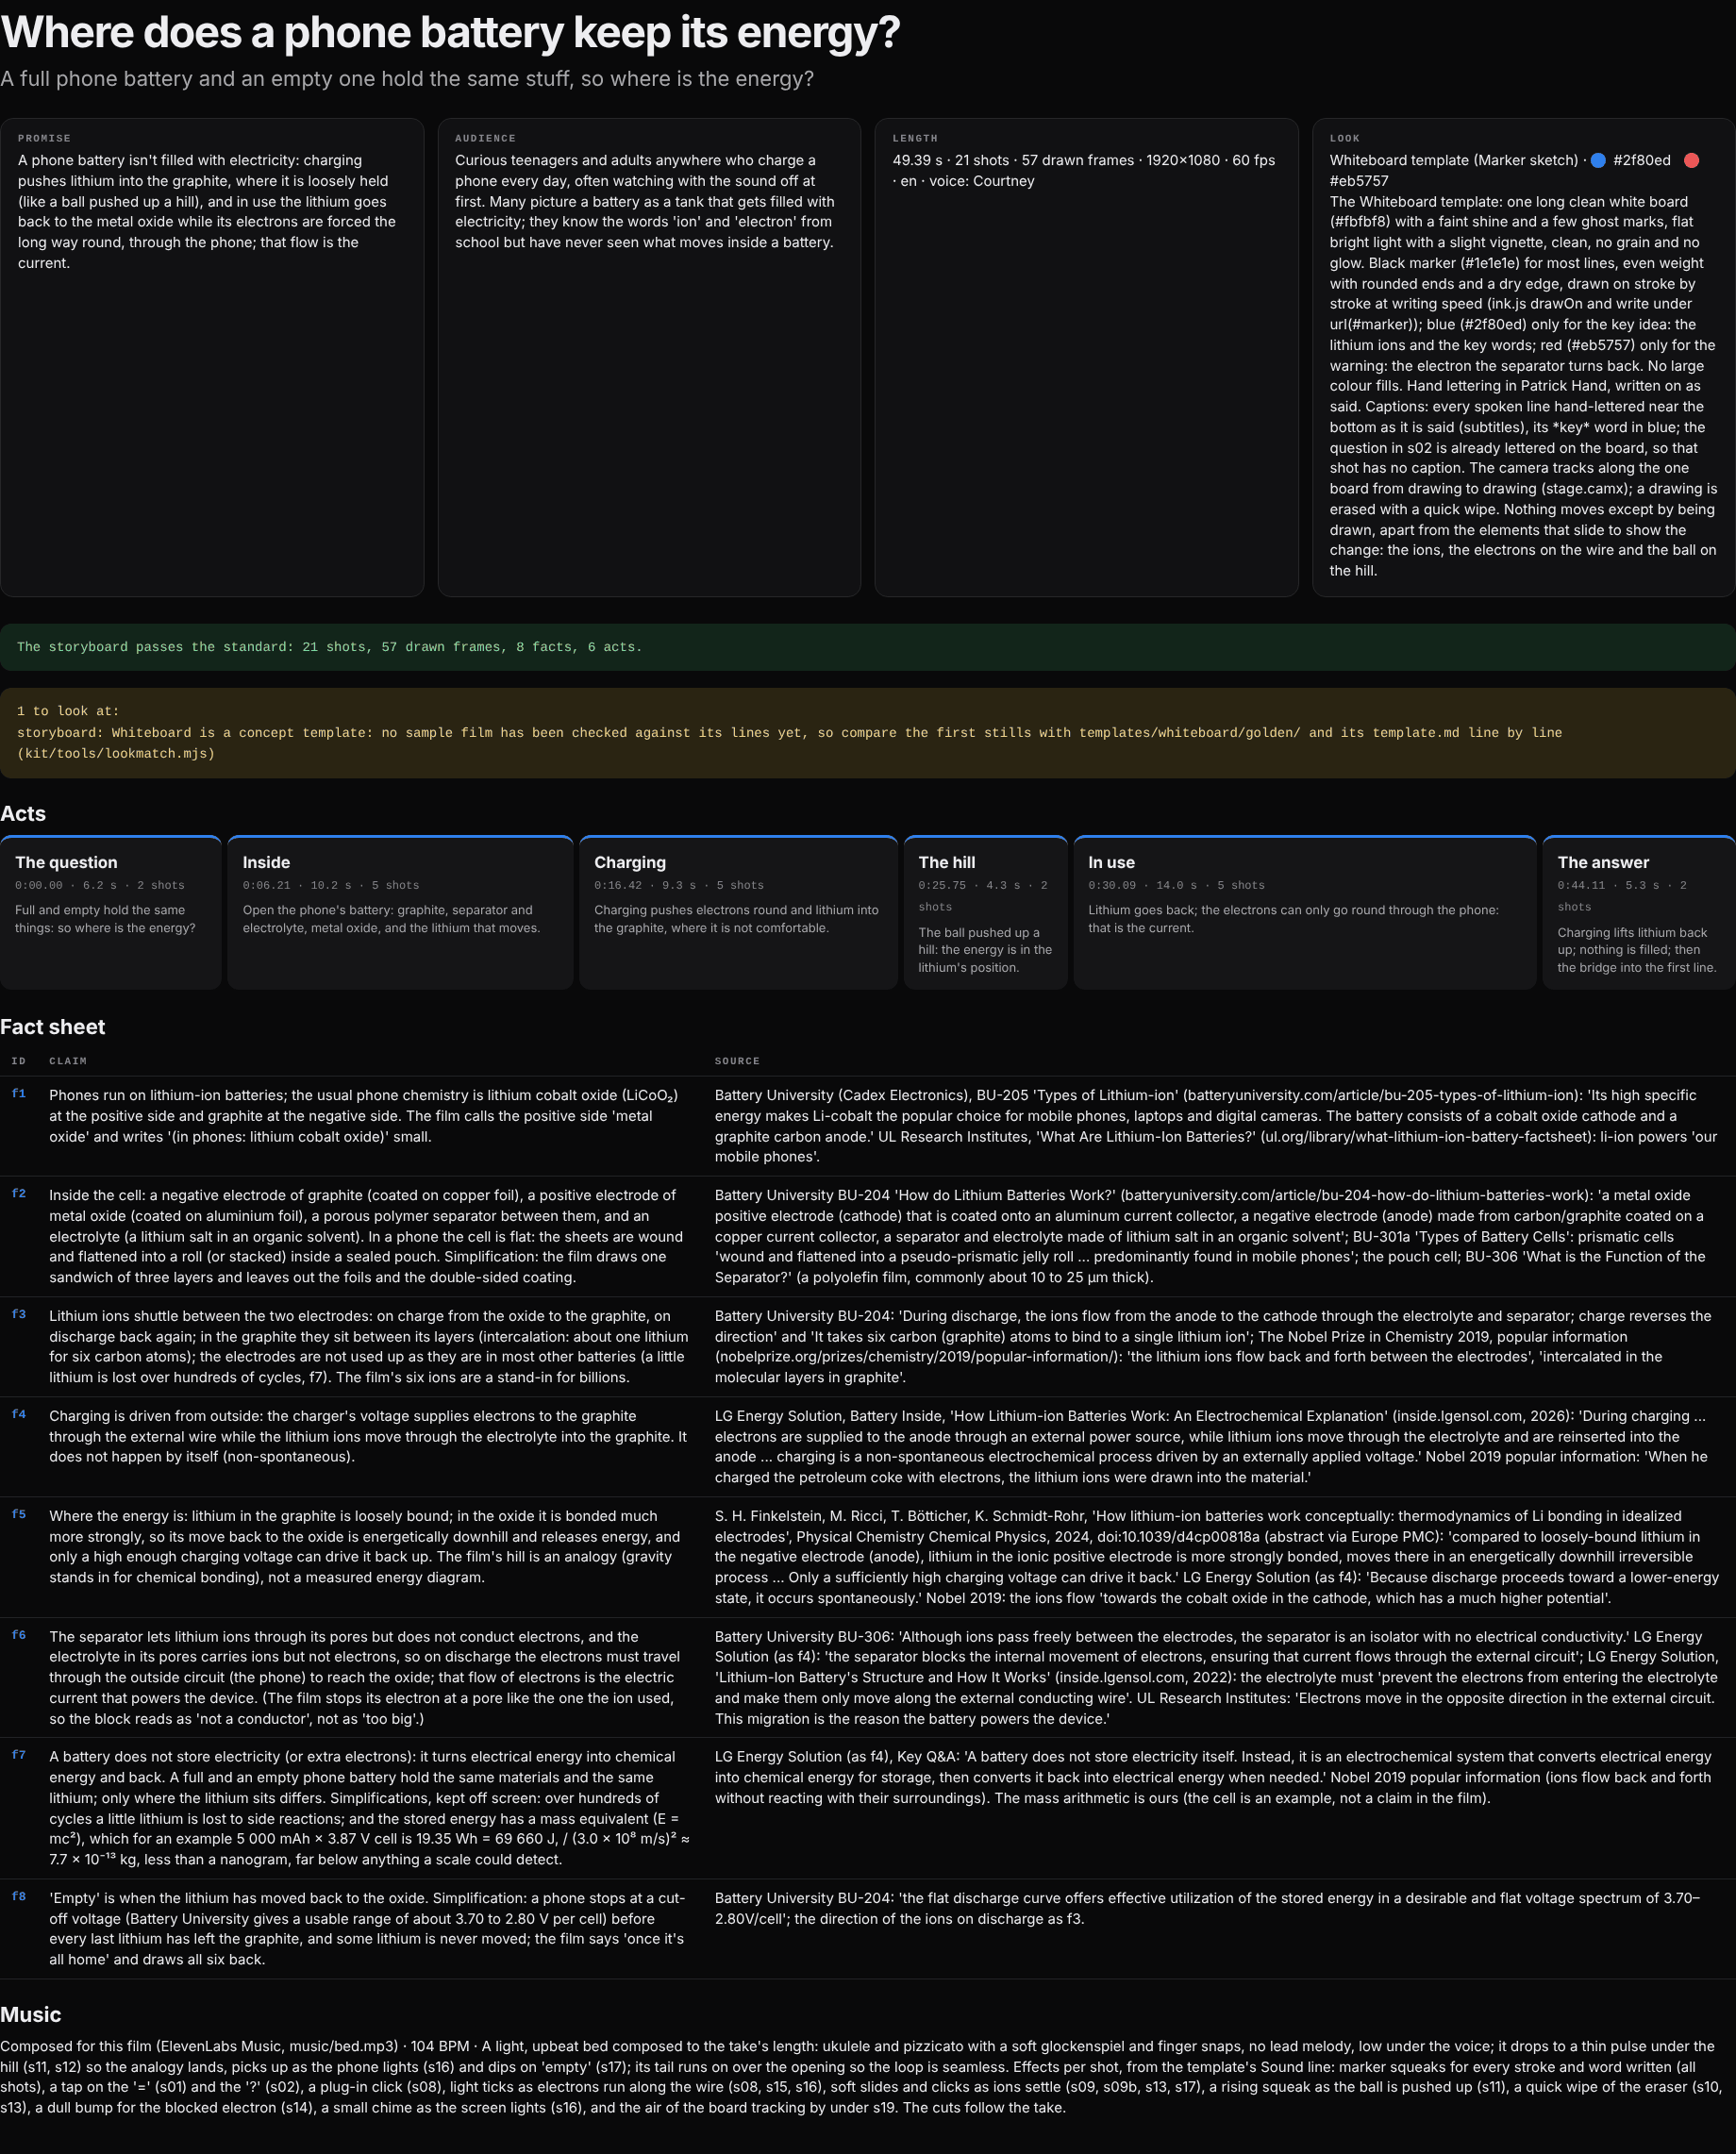 Where does a phone battery keep its energy?
A full phone battery and an empty one hold the same stuff, so where is the energy?
PROMISE
A phone battery isn't filled with electricity: charging
pushes lithium into the graphite, where it is loosely held
(like a ball pushed up a hill), and in use the lithium goes
back to the metal oxide while its electrons are forced the
long way round, through the phone; that flow is the
current.
AUDIENCE
Curious teenagers and adults anywhere who charge a
phone every day, often watching with the sound off at
first. Many picture a battery as a tank that gets filled with
electricity; they know the words 'ion' and 'electron' from
school but have never seen what moves inside a battery.
LENGTH
49.39 s · 21 shots · 57 drawn frames · 1920×1080 · 60 fps
· en · voice: Courtney
LOOK
Whiteboard template (Marker sketch) · #2f80ed
#eb5757
The Whiteboard template: one long clean white board
(#fbfbf8) with a faint shine and a few ghost marks, flat
bright light with a slight vignette, clean, no grain and no
glow. Black marker (#1e1e1e) for most lines, even weight
with rounded ends and a dry edge, drawn on stroke by
stroke at writing speed (ink.js drawOn and write under
url(#marker)); blue (#2f80ed) only for the key idea: the
lithium ions and the key words; red (#eb5757) only for the
warning: the electron the separator turns back. No large
colour fills. Hand lettering in Patrick Hand, written on as
said. Captions: every spoken line hand-lettered near the
bottom as it is said (subtitles), its *key* word in blue; the
question in s02 is already lettered on the board, so that
shot has no caption. The camera tracks along the one
board from drawing to drawing (stage.camx); a drawing is
erased with a quick wipe. Nothing moves except by being
drawn, apart from the elements that slide to show the
change: the ions, the electrons on the wire and the ball on
the hill.
The storyboard passes the standard: 21 shots, 57 drawn frames, 8 facts, 6 acts.
1 to look at:
storyboard: Whiteboard is a concept template: no sample film has been checked against its lines yet, so compare the first stills with templates/whiteboard/golden/ and its template.md line by line
(kit/tools/lookmatch.mjs)
Acts
The question
0:00.00 · 6.2 s · 2 shots
Full and empty hold the same
things: so where is the energy?
Inside
0:06.21 · 10.2 s · 5 shots
Open the phone's battery: graphite, separator and
electrolyte, metal oxide, and the lithium that moves.
Charging
0:16.42 · 9.3 s · 5 shots
Charging pushes electrons round and lithium into
the graphite, where it is not comfortable.
The hill
0:25.75 · 4.3 s · 2
shots
The ball pushed up a
hill: the energy is in the
lithium's position.
In use
0:30.09 · 14.0 s · 5 shots
Lithium goes back; the electrons can only go round through the phone:
that is the current.
The answer
0:44.11 · 5.3 s · 2
shots
Charging lifts lithium back
up; nothing is filled; then
the bridge into the first line.
Fact sheet
ID CLAIM SOURCE
f1
Phones run on lithium-ion batteries; the usual phone chemistry is lithium cobalt oxide (LiCoO₂)
at the positive side and graphite at the negative side. The film calls the positive side 'metal
oxide' and writes '(in phones: lithium cobalt oxide)' small.
Battery University (Cadex Electronics), BU-205 'Types of Lithium-ion' (batteryuniversity.com/article/bu-205-types-of-lithium-ion): 'Its high specific
energy makes Li-cobalt the popular choice for mobile phones, laptops and digital cameras. The battery consists of a cobalt oxide cathode and a
graphite carbon anode.' UL Research Institutes, 'What Are Lithium-Ion Batteries?' (ul.org/library/what-lithium-ion-battery-factsheet): li-ion powers 'our
mobile phones'.
f2
Inside the cell: a negative electrode of graphite (coated on copper foil), a positive electrode of
metal oxide (coated on aluminium foil), a porous polymer separator between them, and an
electrolyte (a lithium salt in an organic solvent). In a phone the cell is flat: the sheets are wound
and flattened into a roll (or stacked) inside a sealed pouch. Simplification: the film draws one
sandwich of three layers and leaves out the foils and the double-sided coating.
Battery University BU-204 'How do Lithium Batteries Work?' (batteryuniversity.com/article/bu-204-how-do-lithium-batteries-work): 'a metal oxide
positive electrode (cathode) that is coated onto an aluminum current collector, a negative electrode (anode) made from carbon/graphite coated on a
copper current collector, a separator and electrolyte made of lithium salt in an organic solvent'; BU-301a 'Types of Battery Cells': prismatic cells
'wound and flattened into a pseudo-prismatic jelly roll ... predominantly found in mobile phones'; the pouch cell; BU-306 'What is the Function of the
Separator?' (a polyolefin film, commonly about 10 to 25 µm thick).
f3
Lithium ions shuttle between the two electrodes: on charge from the oxide to the graphite, on
discharge back again; in the graphite they sit between its layers (intercalation: about one lithium
for six carbon atoms); the electrodes are not used up as they are in most other batteries (a little
lithium is lost over hundreds of cycles, f7). The film's six ions are a stand-in for billions.
Battery University BU-204: 'During discharge, the ions flow from the anode to the cathode through the electrolyte and separator; charge reverses the
direction' and 'It takes six carbon (graphite) atoms to bind to a single lithium ion'; The Nobel Prize in Chemistry 2019, popular information
(nobelprize.org/prizes/chemistry/2019/popular-information/): 'the lithium ions flow back and forth between the electrodes', 'intercalated in the
molecular layers in graphite'.
f4
Charging is driven from outside: the charger's voltage supplies electrons to the graphite
through the external wire while the lithium ions move through the electrolyte into the graphite. It
does not happen by itself (non-spontaneous).
LG Energy Solution, Battery Inside, 'How Lithium-ion Batteries Work: An Electrochemical Explanation' (inside.lgensol.com, 2026): 'During charging ...
electrons are supplied to the anode through an external power source, while lithium ions move through the electrolyte and are reinserted into the
anode ... charging is a non-spontaneous electrochemical process driven by an externally applied voltage.' Nobel 2019 popular information: 'When he
charged the petroleum coke with electrons, the lithium ions were drawn into the material.'
f5
Where the energy is: lithium in the graphite is loosely bound; in the oxide it is bonded much
more strongly, so its move back to the oxide is energetically downhill and releases energy, and
only a high enough charging voltage can drive it back up. The film's hill is an analogy (gravity
stands in for chemical bonding), not a measured energy diagram.
S. H. Finkelstein, M. Ricci, T. Bötticher, K. Schmidt-Rohr, 'How lithium-ion batteries work conceptually: thermodynamics of Li bonding in idealized
electrodes', Physical Chemistry Chemical Physics, 2024, doi:10.1039/d4cp00818a (abstract via Europe PMC): 'compared to loosely-bound lithium in
the negative electrode (anode), lithium in the ionic positive electrode is more strongly bonded, moves there in an energetically downhill irreversible
process ... Only a sufficiently high charging voltage can drive it back.' LG Energy Solution (as f4): 'Because discharge proceeds toward a lower-energy
state, it occurs spontaneously.' Nobel 2019: the ions flow 'towards the cobalt oxide in the cathode, which has a much higher potential'.
f6
The separator lets lithium ions through its pores but does not conduct electrons, and the
electrolyte in its pores carries ions but not electrons, so on discharge the electrons must travel
through the outside circuit (the phone) to reach the oxide; that flow of electrons is the electric
current that powers the device. (The film stops its electron at a pore like the one the ion used,
so the block reads as 'not a conductor', not as 'too big'.)
Battery University BU-306: 'Although ions pass freely between the electrodes, the separator is an isolator with no electrical conductivity.' LG Energy
Solution (as f4): 'the separator blocks the internal movement of electrons, ensuring that current flows through the external circuit'; LG Energy Solution,
'Lithium-Ion Battery's Structure and How It Works' (inside.lgensol.com, 2022): the electrolyte must 'prevent the electrons from entering the electrolyte
and make them only move along the external conducting wire'. UL Research Institutes: 'Electrons move in the opposite direction in the external circuit.
This migration is the reason the battery powers the device.'
f7
A battery does not store electricity (or extra electrons): it turns electrical energy into chemical
energy and back. A full and an empty phone battery hold the same materials and the same
lithium; only where the lithium sits differs. Simplifications, kept off screen: over hundreds of
cycles a little lithium is lost to side reactions; and the stored energy has a mass equivalent (E =
mc²), which for an example 5 000 mAh × 3.87 V cell is 19.35 Wh = 69 660 J, / (3.0 × 10⁸ m/s)² ≈
7.7 × 10⁻¹³ kg, less than a nanogram, far below anything a scale could detect.
LG Energy Solution (as f4), Key Q&A: 'A battery does not store electricity itself. Instead, it is an electrochemical system that converts electrical energy
into chemical energy for storage, then converts it back into electrical energy when needed.' Nobel 2019 popular information (ions flow back and forth
without reacting with their surroundings). The mass arithmetic is ours (the cell is an example, not a claim in the film).
f8
'Empty' is when the lithium has moved back to the oxide. Simplification: a phone stops at a cut-
off voltage (Battery University gives a usable range of about 3.70 to 2.80 V per cell) before
every last lithium has left the graphite, and some lithium is never moved; the film says 'once it's
all home' and draws all six back.
Battery University BU-204: 'the flat discharge curve offers effective utilization of the stored energy in a desirable and flat voltage spectrum of 3.70–
2.80V/cell'; the direction of the ions on discharge as f3.
Music
Composed for this film (ElevenLabs Music, music/bed.mp3) · 104 BPM · A light, upbeat bed composed to the take's length: ukulele and pizzicato with a soft glockenspiel and finger snaps, no lead melody, low under the voice; it drops to a thin pulse under the
hill (s11, s12) so the analogy lands, picks up as the phone lights (s16) and dips on 'empty' (s17); its tail runs on over the opening so the loop is seamless. Effects per shot, from the template's Sound line: marker squeaks for every stroke and word written (all
shots), a tap on the '=' (s01) and the '?' (s02), a plug-in click (s08), light ticks as electrons run along the wire (s08, s15, s16), soft slides and clicks as ions settle (s09, s09b, s13, s17), a rising squeak as the ball is pushed up (s11), a quick wipe of the eraser (s10,
s13), a dull bump for the blocked electron (s14), a small chime as the screen lights (s16), and the air of the board tracking by under s19. The cuts follow the take.